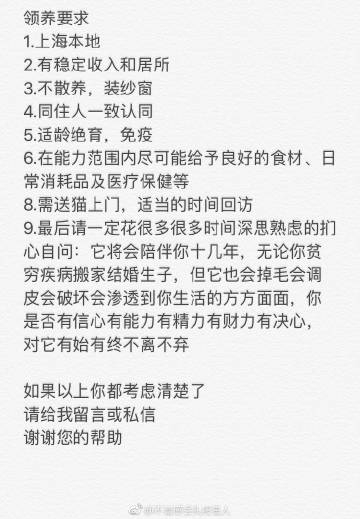 领养要求
1.上海本地
2.有稳定收入和居所
3.不散养，装纱窗
4.同住人一致认同
5.适龄绝育，免疫
6.在能力范围内尽可能给予良好的食材、日
常消耗品及医疗保健等
8.需送猫上门，适当的时间回访
9.最后请一定花很多很多时间深思熟虑的扪
心自问：它将会陪伴你十几年，无论你贫
穷疾病搬家结婚生子，但它也会掉毛会调
皮会破坏会渗透到你生活的方方面面，你
是否有信心有能力有精力有财力有决心，
对它有始有终不离不弃
如果以上你都考虑清楚了
请给我留言或私信
谢谢您的帮助